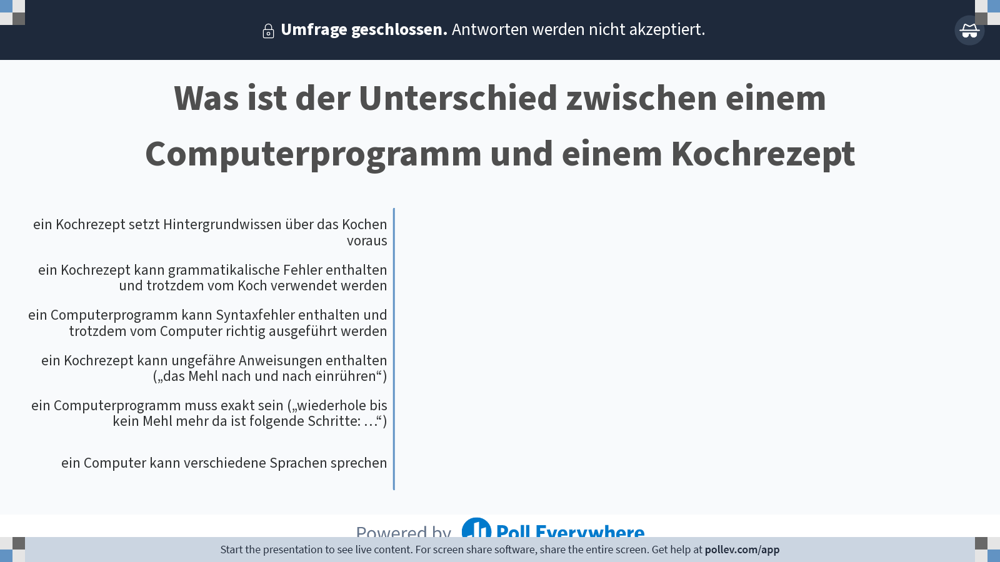 Umfrage geschlossen. Antworten werden nicht akzeptiert.
Was ist der Unterschied zwischen einem
Computerprogramm und einem Kochrezept
ein Kochrezept setzt Hintergrundwissen über das Kochen
voraus
ein Kochrezept kann grammatikalische Fehler enthalten
und trotzdem vom Koch verwendet werden
ein Computerprogramm kann Syntaxfehler enthalten und
trotzdem vom Computer richtig ausgeführt werden
ein Kochrezept kann ungefähre Anweisungen enthalten
(„das Mehl nach und nach einrühren“)
ein Computerprogramm muss exakt sein („wiederhole bis
kein Mehl mehr da ist folgende Schritte: …“)
ein Computer kann verschiedene Sprachen sprechen
Powered by Poll Everywhere
Start the presentation to see live content. For screen share software, share the entire screen. Get help at pollev.com/app